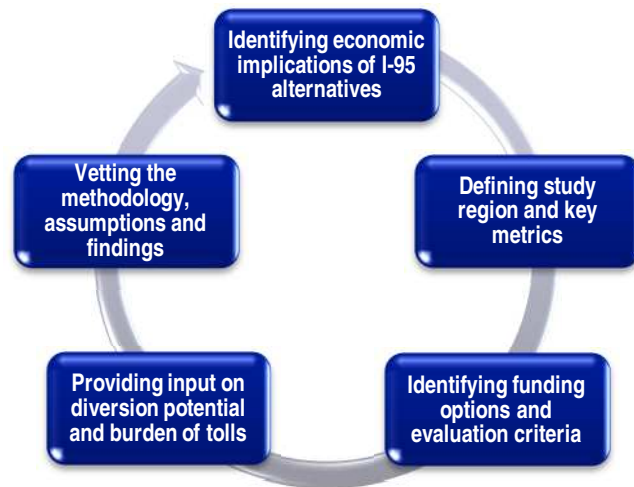 Identifying economic
implications of I-95
alternatives
Defining study
region and key
metrics
Identifying funding
options and
evaluation criteria
Providing input on
diversion potential
and burden of tolls
Vetting the
methodology,
assumptions and
findings